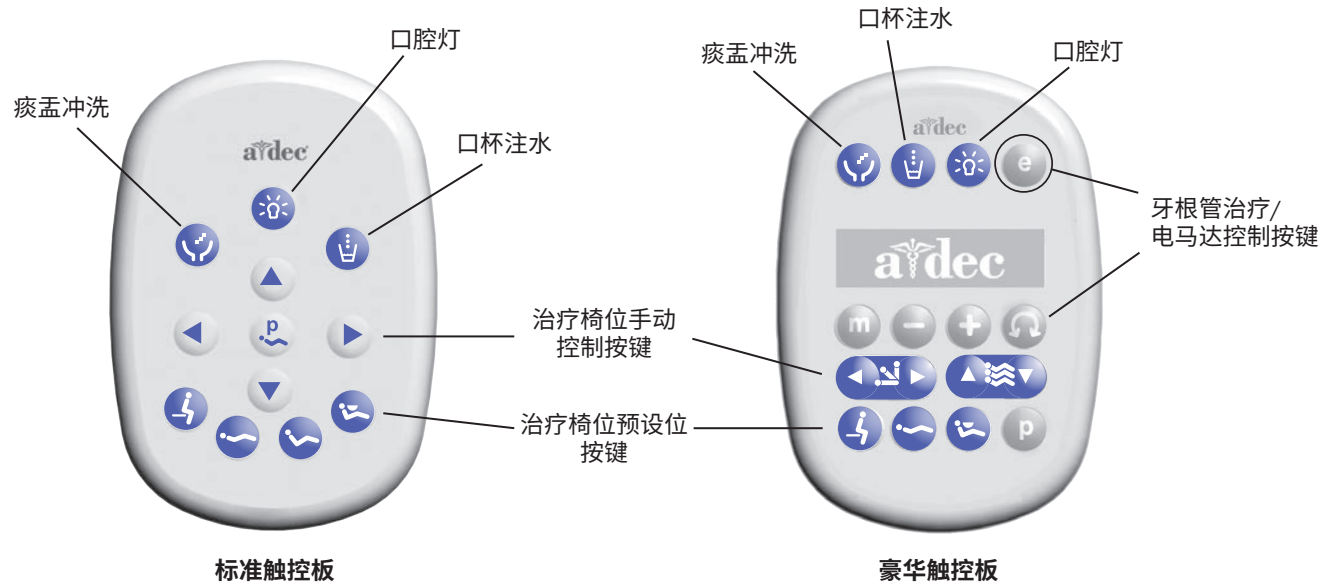 口杯注水
口腔灯
痰盂冲洗
口腔灯
痰盂冲洗
口杯注水
a dec
a dec
e
牙根管治疗/
电马达控制按键
a dec
p
治疗椅位手动
控制按键
m
治疗椅位预设位
按键
p
标准触控板
豪华触控板